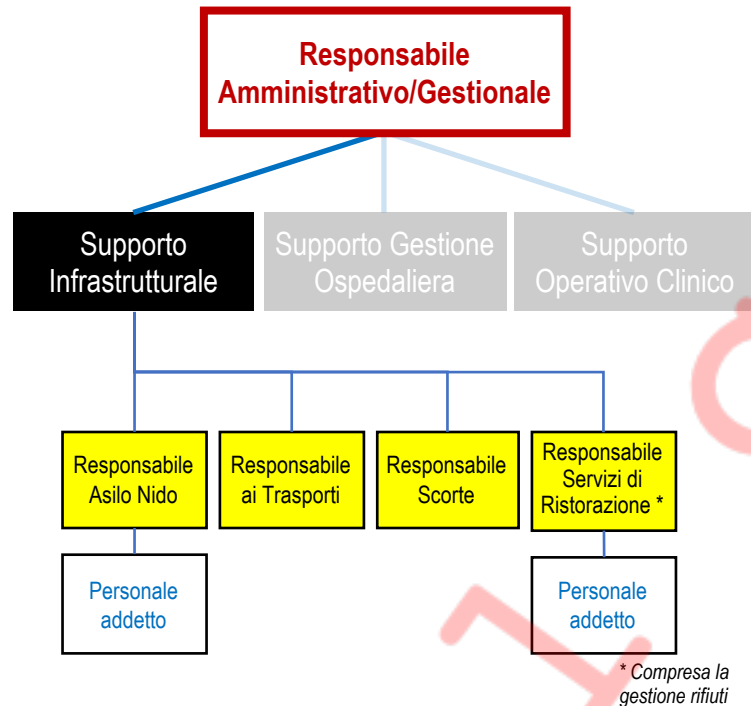 Responsabile
Amministrativo/Gestionale
Supporto
Infrastrutturale
Supporto Gestione
Ospedaliera
Supporto
Operativo Clinico
Responsabile
Asilo Nido
Responsabile
ai Trasporti
Responsabile
Scorte
Responsabile
Servizi di
Ristorazione *
Personale
addetto
Personale
addetto
* Compresa la
gestione rifiuti